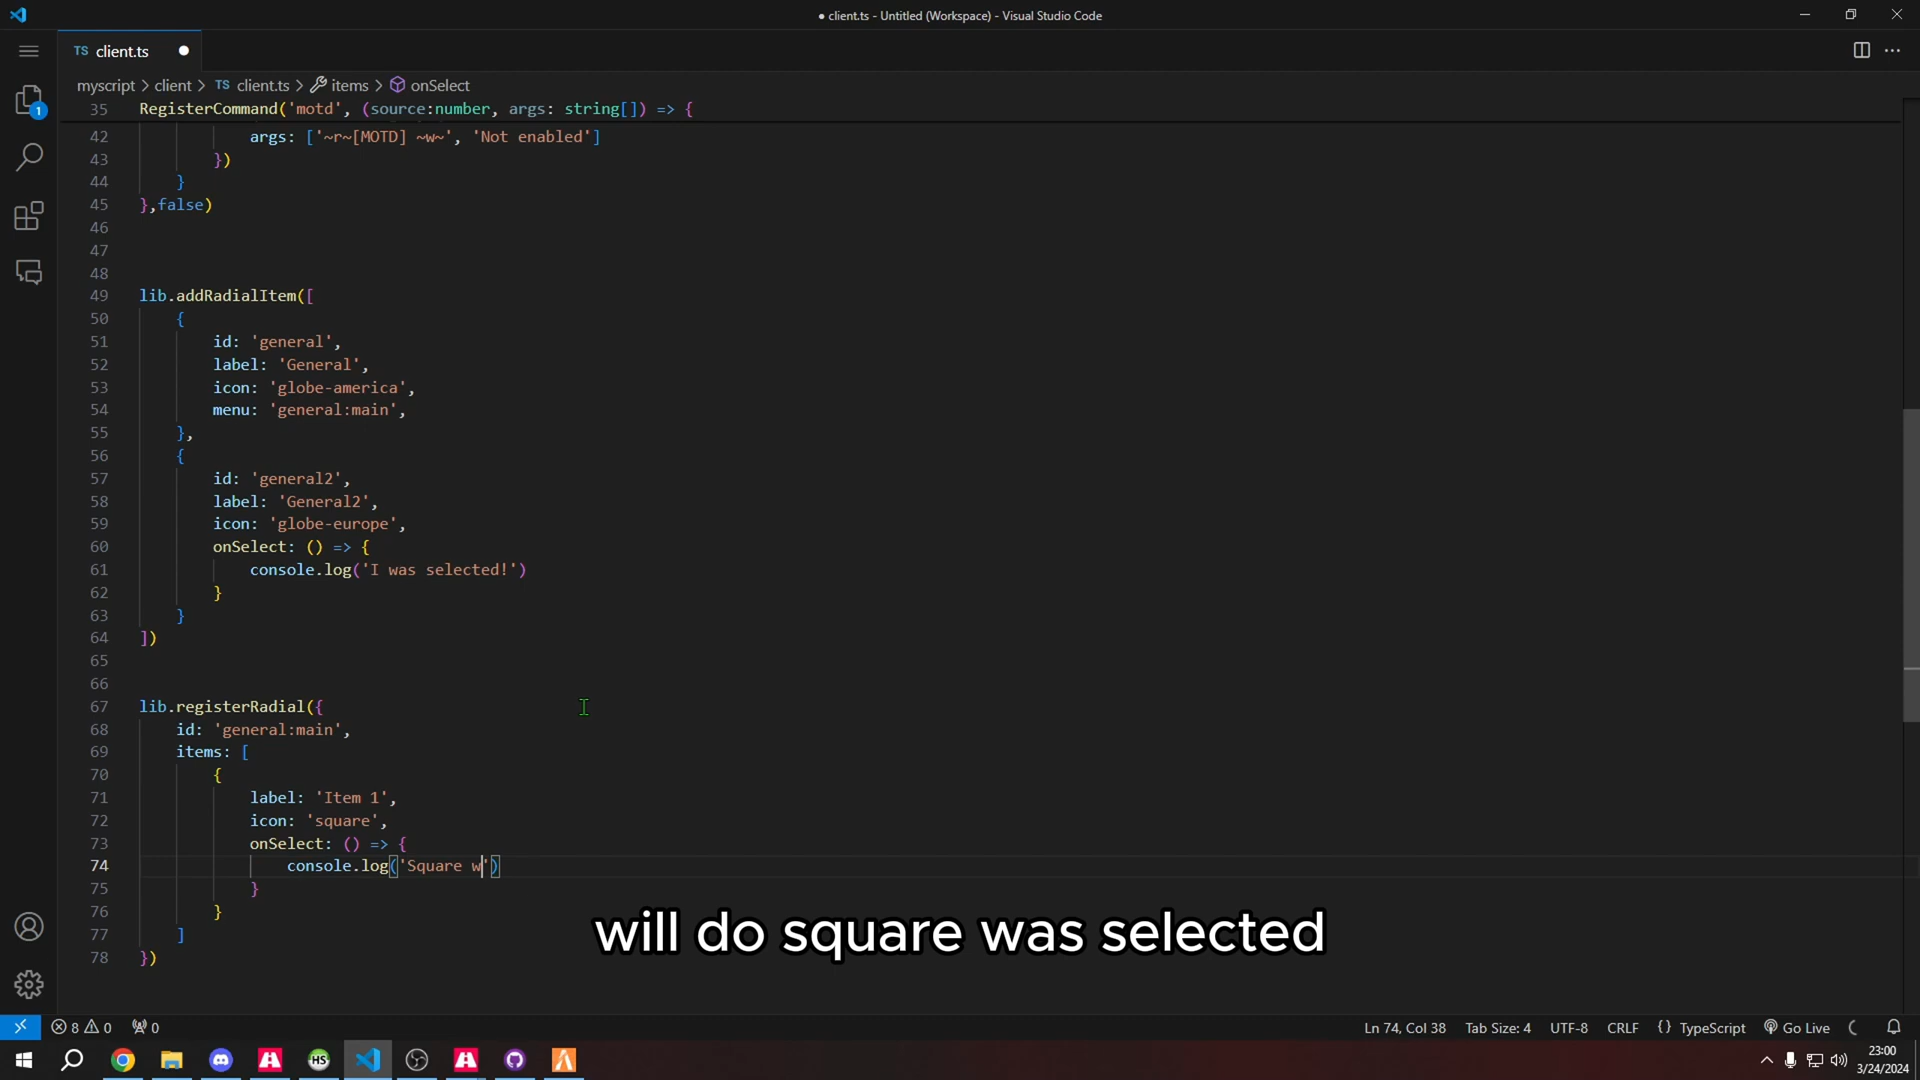 ● client.ts - Untitled (Workspace) - Visual Studio Code
TS client.ts ●
myscript > client > TS client.ts > items > onSelect
35 RegisterCommand('motd', (source:number, args: string[]) => {
42 args: ['~r~[MOTD] ~w~', 'Not enabled']
43 })
44 }
45 },false)
46
47
48
49 lib.addRadialItem([
50 {
51 id: 'general',
52 label: 'General',
53 icon: 'globe-america',
54 menu: 'general:main',
55 },
56 {
57 id: 'general2',
58 label: 'General2',
59 icon: 'globe-europe',
60 onSelect: () => {
61 console.log('I was selected!')
62 }
63 }
64 ])
65
66
67 lib.registerRadial({
68 id: 'general:main',
69 items: [
70 {
71 label: 'Item 1',
72 icon: 'square',
73 onSelect: () => {
74 console.log('Square w')
75 }
76 }
77 ]
78 })
will do square was selected
1
8 0 0 Ln 74, Col 38 Tab Size: 4 UTF-8 CRLF {} TypeScript Go Live
HS
23:00
3/24/2024